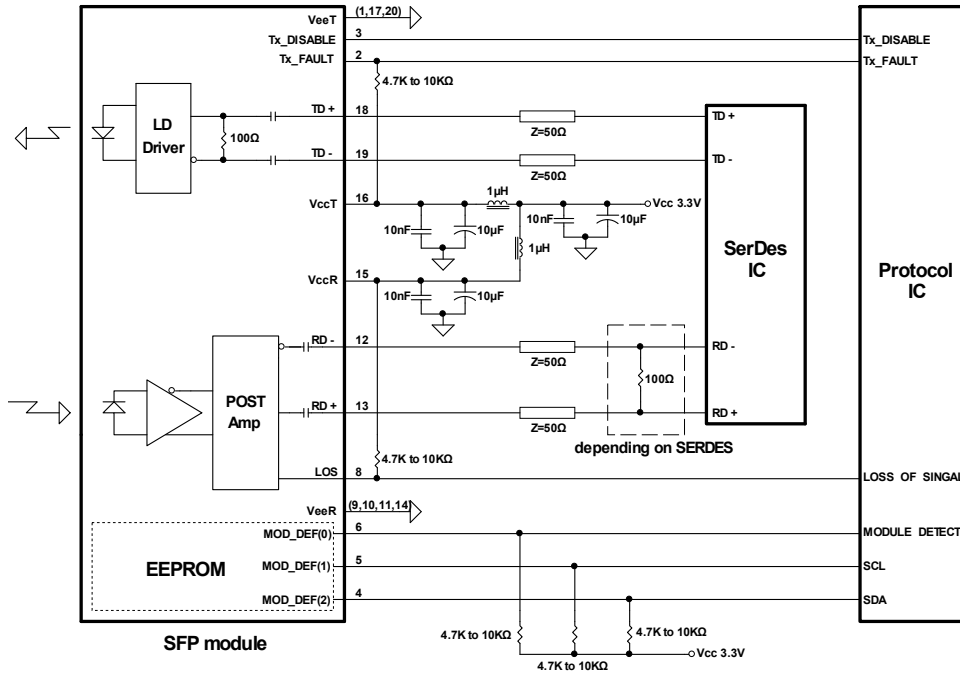 VeeT
(1,17,20)
Tx_DISABLE
3
Tx_DISABLE
Tx_FAULT
2
Tx_FAULT
4.7K to 10KΩ
LD
Driver
100Ω
TD +
18
Z=50Ω
TD +
TD -
19
Z=50Ω
TD -
VccT
16
1µH
Vcc 3.3V
10nF
10µF
10nF
10µF
1µH
SerDes
IC
Protocol
IC
VccR
15
10nF
10µF
RD -
12
Z=50Ω
RD -
100Ω
POST
Amp
RD +
13
Z=50Ω
RD +
depending on SERDES
4.7K to 10KΩ
LOS
8
LOSS OF SINGAL
VeeR
(9,10,11,14)
MOD_DEF(0)
6
MODULE DETECT
EEPROM
MOD_DEF(1)
5
SCL
MOD_DEF(2)
4
SDA
4.7K to 10KΩ
4.7K to 10KΩ
4.7K to 10KΩ
Vcc 3.3V
SFP module